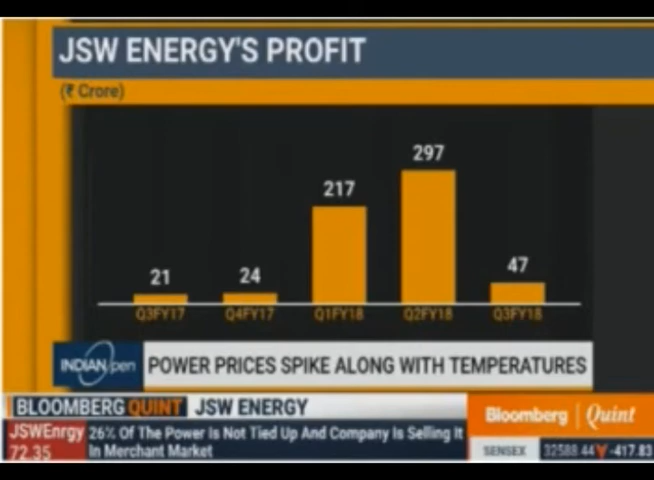 JSW ENERGY'S PROFIT
(₹ Crore)
297
217
47
21
24
Q3FY17 Q4FY17 Q1FY18 Q2FY18 Q3FY18
INDIAN open POWER PRICES SPIKE ALONG WITH TEMPERATURES
BLOOMBERG QUINT JSW ENERGY
Bloomberg | Quint
JSWEnrgy 26% Of The Power Is Not Tied Up And Company Is Selling It
72.35 In Merchant Market
SENSEX 32588.44 ▼ -417.83